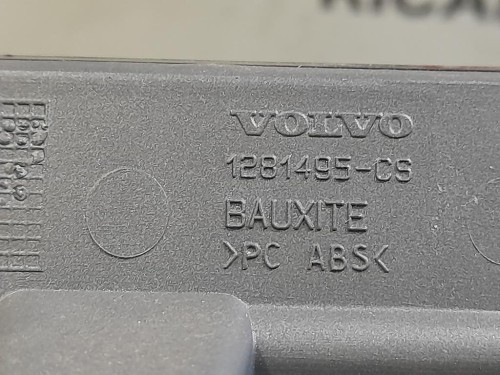 VOLVO
1281495-CS
BAUXITE
>PC ABS<